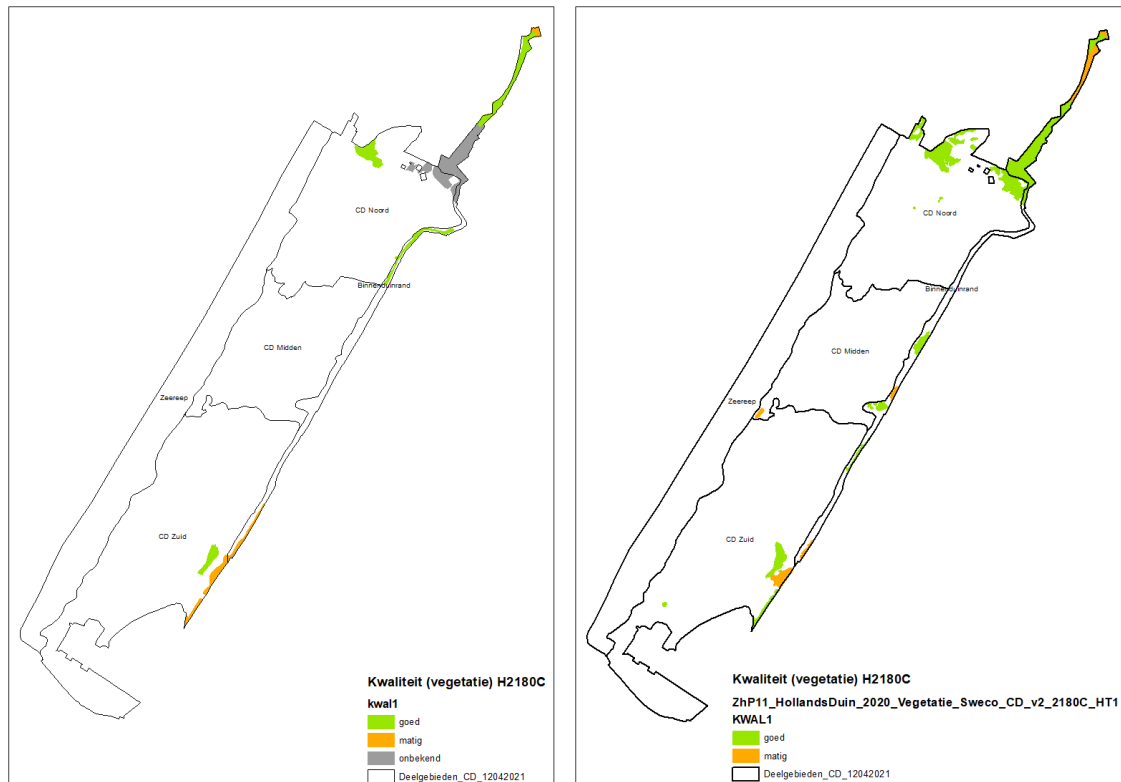 CD Noord
Binnenduinrand
CD Midden
Zeereep
CD Zuid
Kwaliteit (vegetatie) H2180C
kwal1
goed
matig
onbekend
Deelgebieden_CD_12042021
CD Noord
Binnenduinrand
CD Midden
Zeereep
CD Zuid
Kwaliteit (vegetatie) H2180C
ZhP11_HollandsDuin_2020_Vegetatie_Sweco_CD_v2_2180C_HT1
KWAL1
goed
matig
Deelgebieden_CD_12042021